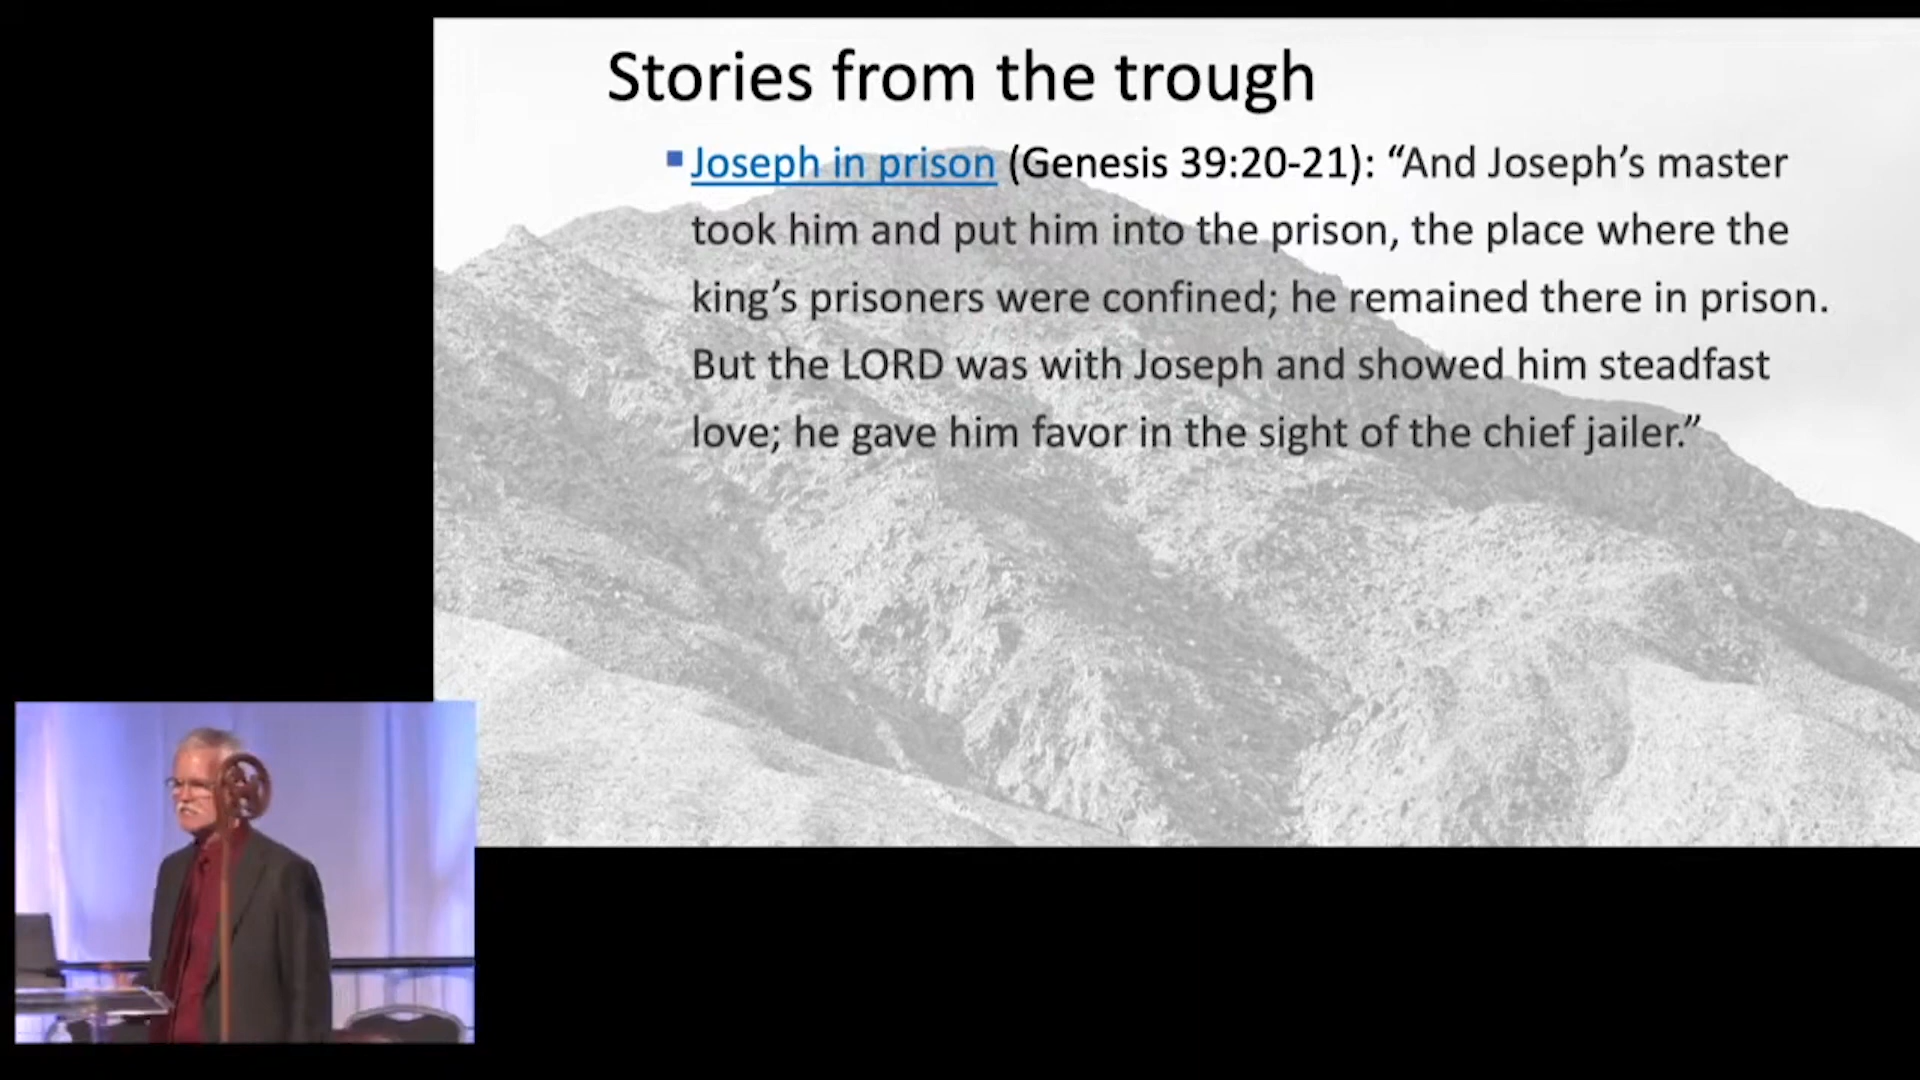 Stories from the trough
Joseph in prison (Genesis 39:20-21): “And Joseph’s master
took him and put him into the prison, the place where the
king’s prisoners were confined; he remained there in prison.
But the LORD was with Joseph and showed him steadfast
love; he gave him favor in the sight of the chief jailer.”